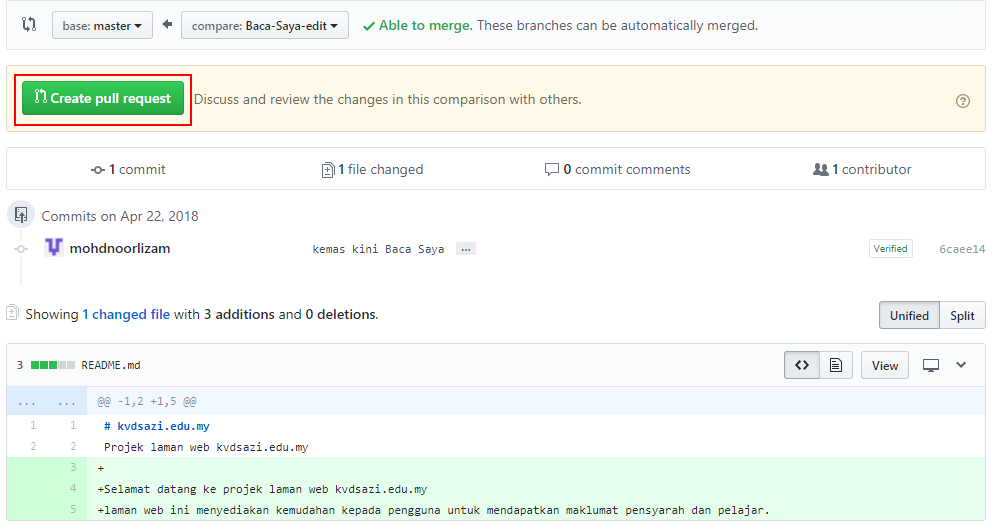 base: master compare: Baca-Saya-edit Able to merge. These branches can be automatically merged.
Create pull request Discuss and review the changes in this comparison with others.
1 commit 1 file changed 0 commit comments 1 contributor
Commits on Apr 22, 2018
mohdnoorlizam kemas kini Baca Saya … Verified 6caee14
Showing 1 changed file with 3 additions and 0 deletions. Unified Split
3 README.md <> View
... ... @@ -1,2 +1,5 @@
1 1 # kvdsazi.edu.my
2 2 Projek laman web kvdsazi.edu.my
3 +
4 +Selamat datang ke projek laman web kvdsazi.edu.my
5 +laman web ini menyediakan kemudahan kepada pengguna untuk mendapatkan maklumat pensyarah dan pelajar.